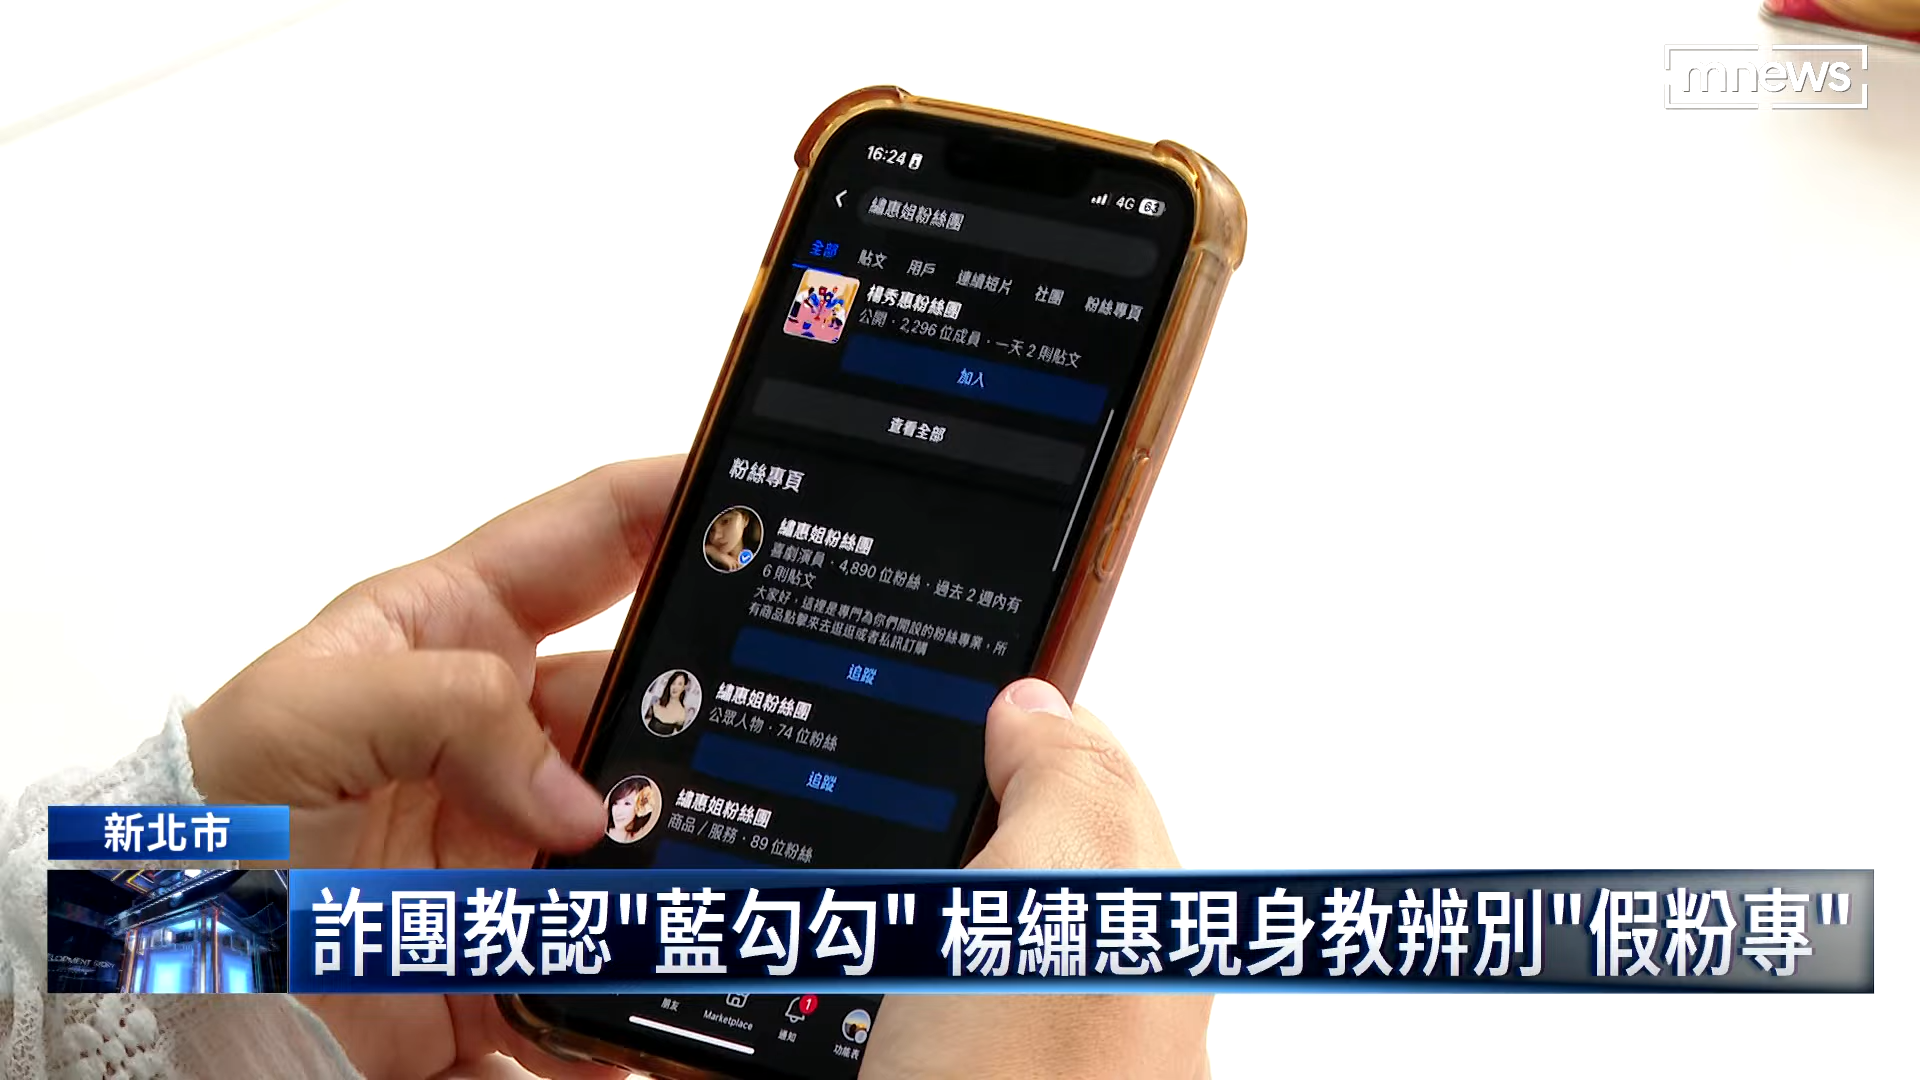 mnews
16:24
4G 63
繡惠姐粉絲團
全部 貼文 用戶 連續短片 社團 粉絲專頁
楊秀惠粉絲團
公開 · 2,296 位成員 · 一天 2 則貼文
加入
查看全部
粉絲專頁
繡惠姐粉絲團
喜劇演員 · 4,890 位粉絲 · 過去 2 週內有
6 則貼文
大家好,這裡是專門為你們開設的粉絲專業,所
有商品點擊來去逛逛或者私訊訂購
追蹤
繡惠姐粉絲團
公眾人物 · 74 位粉絲
追蹤
繡惠姐粉絲團
商品 / 服務 · 89 位粉絲
新北市
詐團教認"藍勾勾" 楊繡惠現身教辨別"假粉專"
朋友 Marketplace 通知 功能表
1